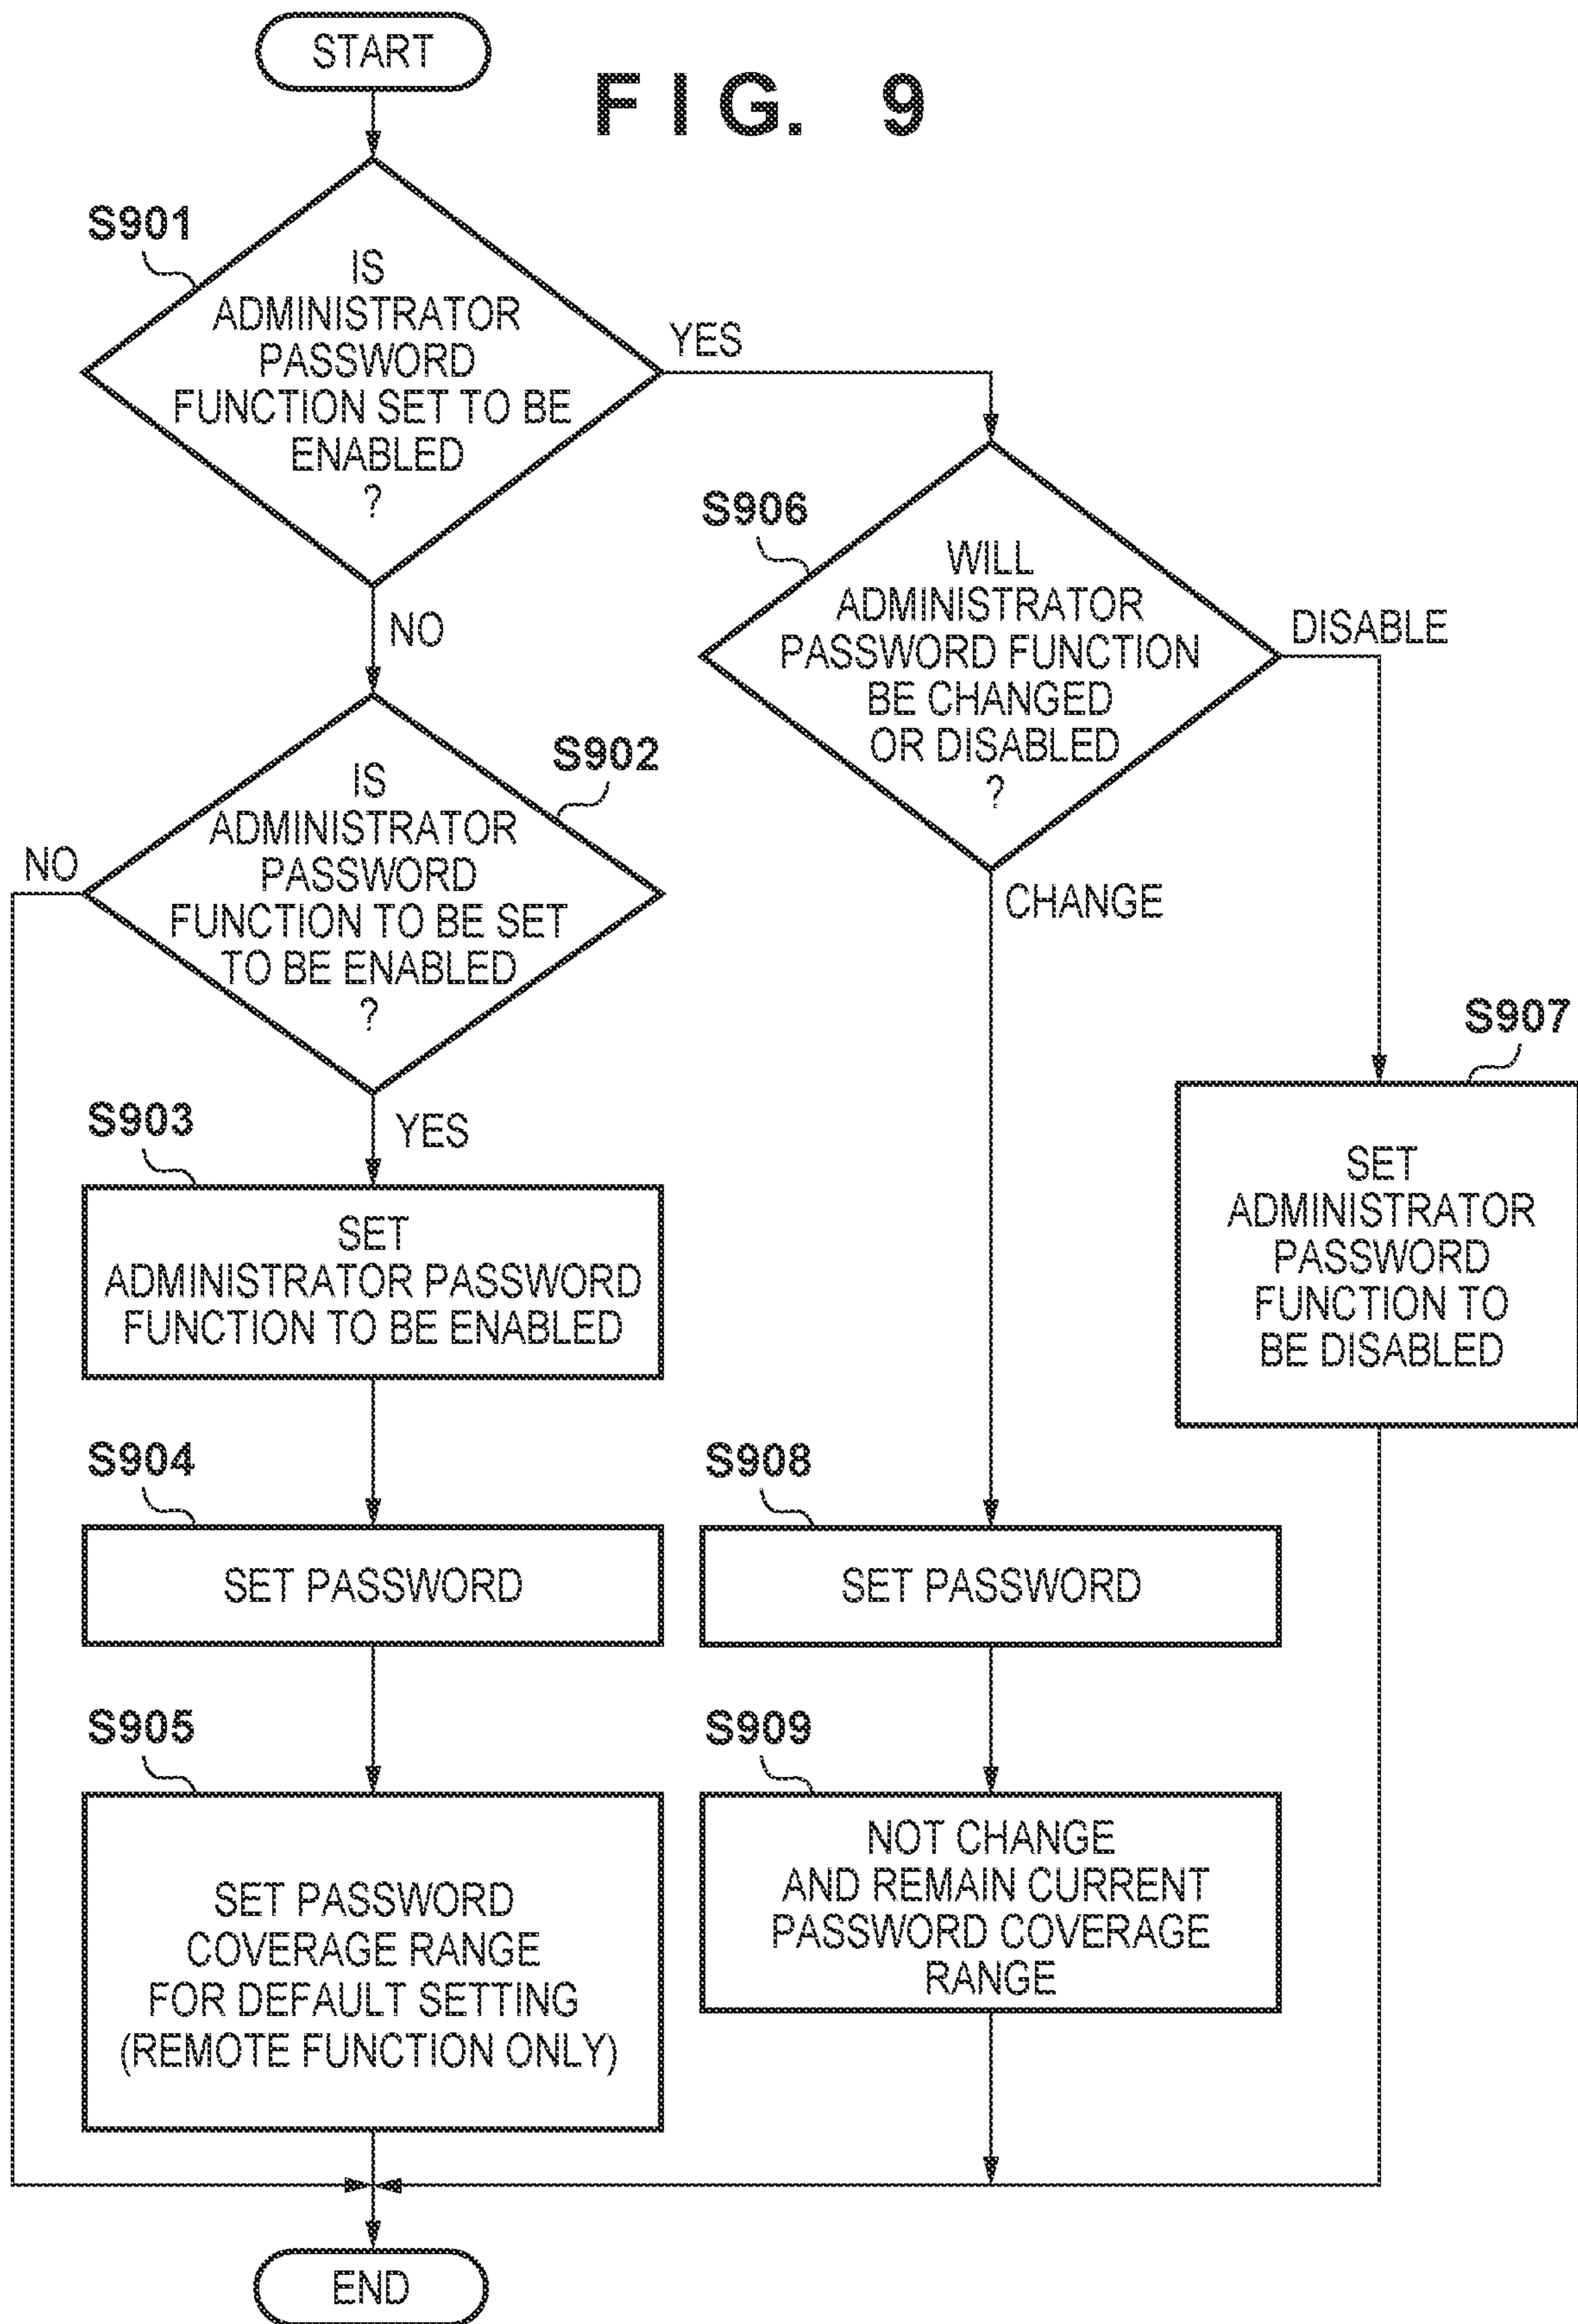 START
FIG. 9
S901
IS
ADMINISTRATOR
PASSWORD
FUNCTION SET TO BE
ENABLED
?
YES
NO
S906
WILL
ADMINISTRATOR
PASSWORD FUNCTION
BE CHANGED
OR DISABLED
?
DISABLE
CHANGE
S902
IS
ADMINISTRATOR
PASSWORD
FUNCTION TO BE SET
TO BE ENABLED
?
NO
YES
S903
SET
ADMINISTRATOR PASSWORD
FUNCTION TO BE ENABLED
S907
SET
ADMINISTRATOR
PASSWORD
FUNCTION TO
BE DISABLED
S904
SET PASSWORD
S908
SET PASSWORD
S905
SET PASSWORD
COVERAGE RANGE
FOR DEFAULT SETTING
(REMOTE FUNCTION ONLY)
S909
NOT CHANGE
AND REMAIN CURRENT
PASSWORD COVERAGE
RANGE
END